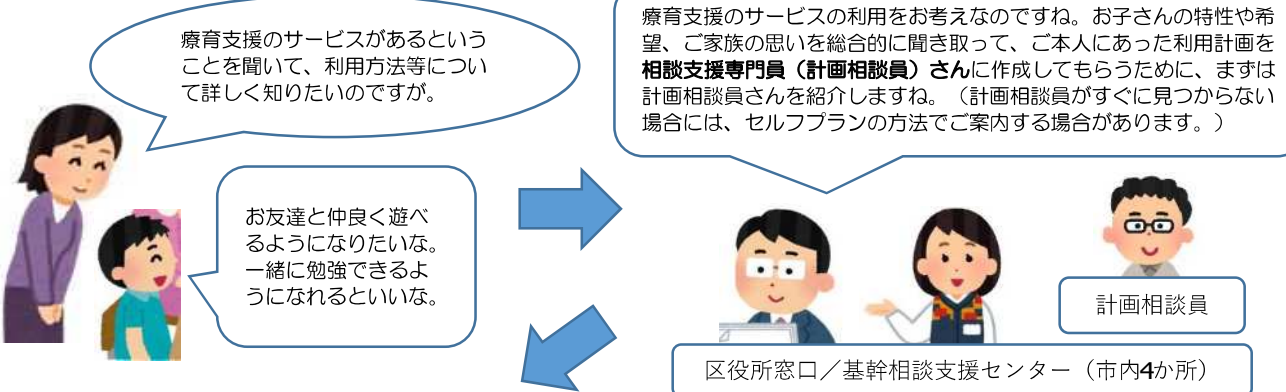 療育支援のサービスがあるという
ことを聞いて、利用方法等につい
て詳しく知りたいのですが。
お友達と仲良く遊べ
るようになりたいな。
一緒に勉強できるよ
うになれるといいな。
療育支援のサービスの利用をお考えなのですね。お子さんの特性や希
望、ご家族の思いを総合的に聞き取って、ご本人にあった利用計画を
相談支援専門員（計画相談員）さんに作成してもらうために、まずは
計画相談員さんを紹介しますね。（計画相談員がすぐに見つからない
場合には、セルフプランの方法でご案内する場合があります。）
計画相談員
区役所窓口／基幹相談支援センター（市内4か所）